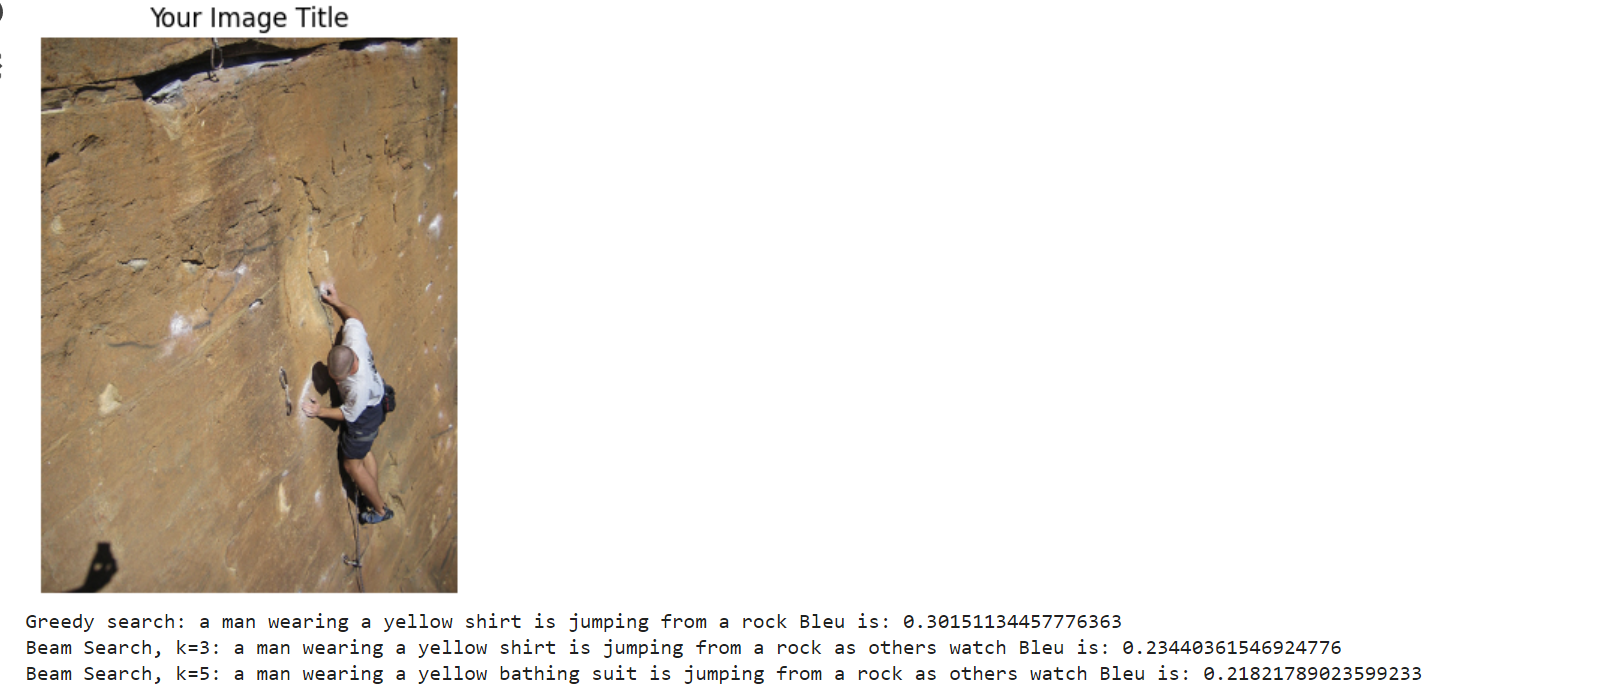 Your Image Title
Greedy search: a man wearing a yellow shirt is jumping from a rock Bleu is: 0.30151134457776363
Beam Search, k=3: a man wearing a yellow shirt is jumping from a rock as others watch Bleu is: 0.23440361546924776
Beam Search, k=5: a man wearing a yellow bathing suit is jumping from a rock as others watch Bleu is: 0.21821789023599233